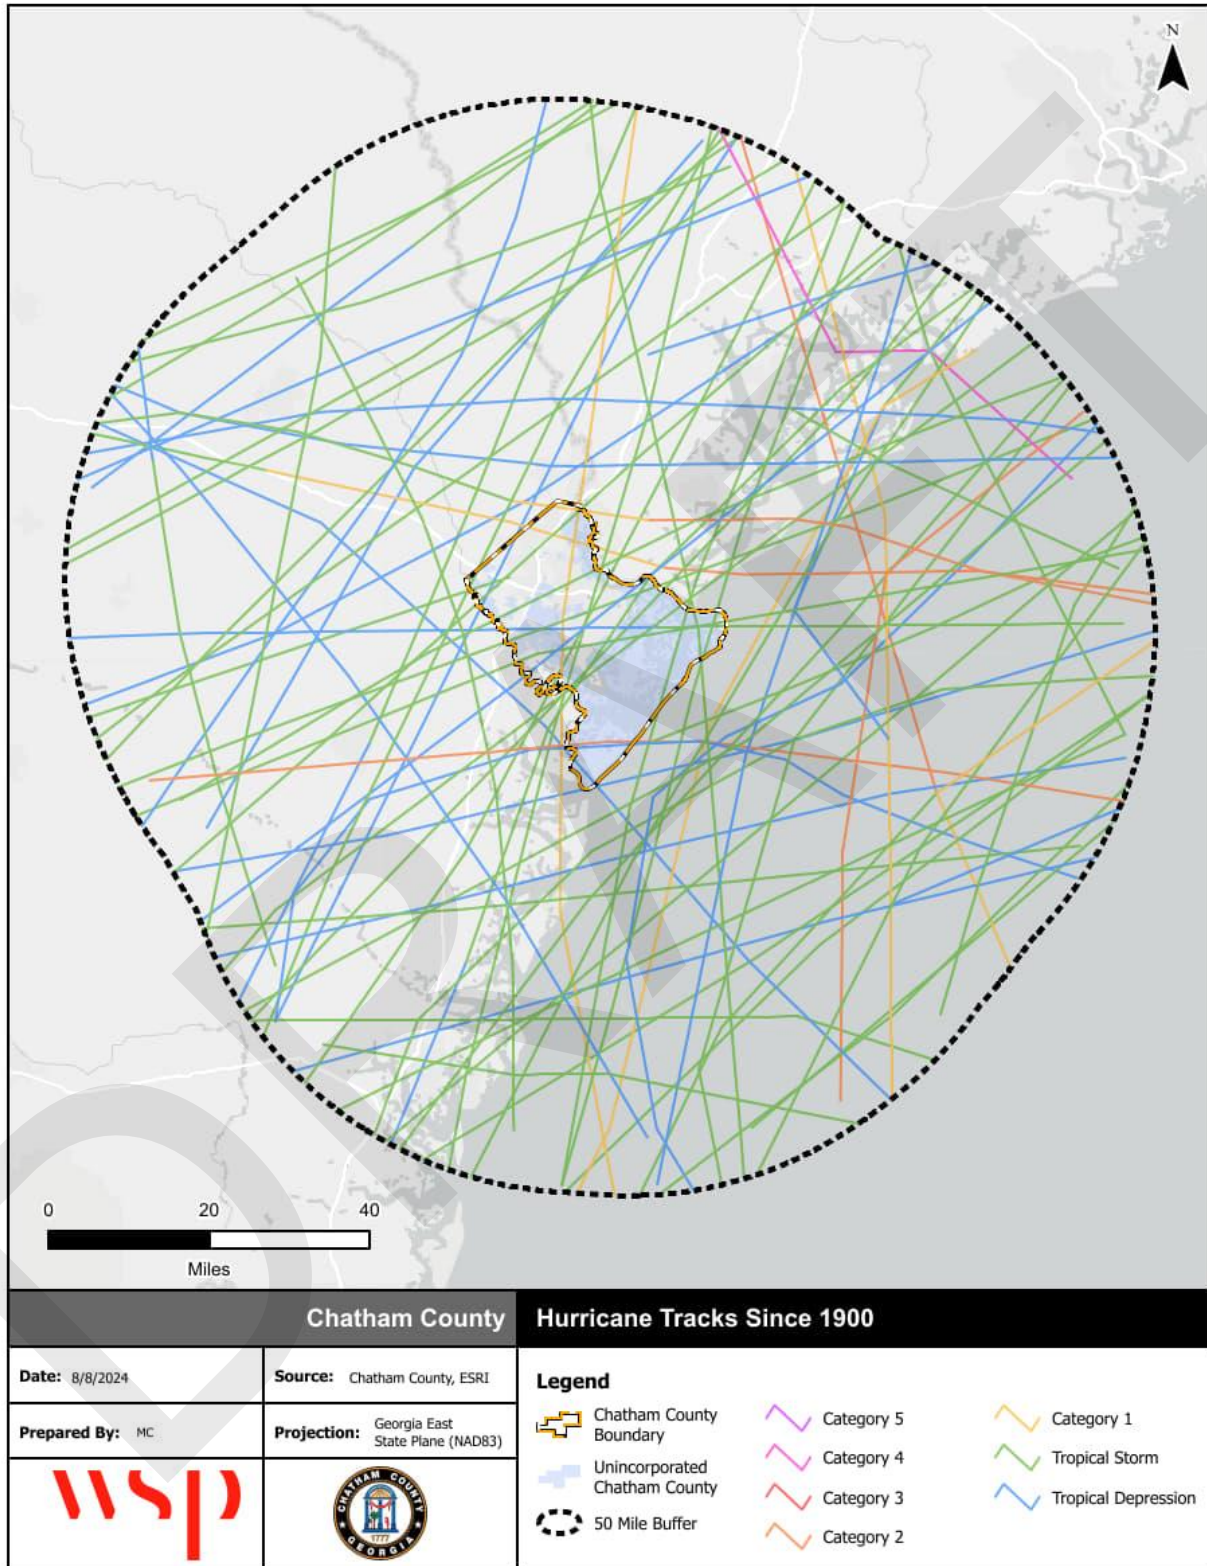 N
DRAFT
0 20 40
Miles
Chatham County
Hurricane Tracks Since 1900
Date: 8/8/2024
Source: Chatham County, ESRI
Prepared By: MC
Projection: Georgia East
State Plane (NAD83)
wsp
CHATHAM COUNTY
1777
GEORGIA
Legend
Chatham County
Boundary
Unincorporated
Chatham County
50 Mile Buffer
Category 5
Category 4
Category 3
Category 2
Category 1
Tropical Storm
Tropical Depression